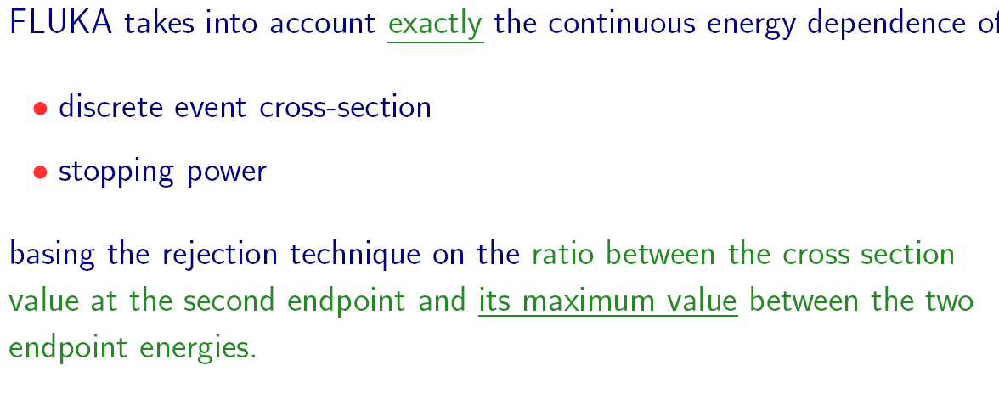 FLUKA takes into account exactly the continuous energy dependence of
• discrete event cross-section
• stopping power
basing the rejection technique on the ratio between the cross section
value at the second endpoint and its maximum value between the two
endpoint energies.